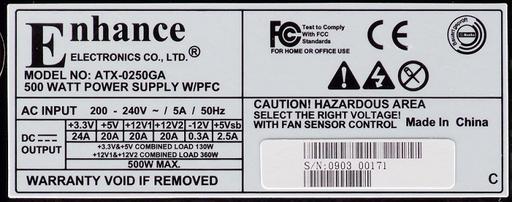 Enhance
ELECTRONICS CO., LTD. ®
MODEL NO: ATX-0250GA
500 WATT POWER SUPPLY W/PFC
FC Test to Comply
With FCC
Standards
FOR HOME OR OFFICE USE
CE
AC INPUT 200 - 240V ~ / 5A / 50Hz
DC OUTPUT
+3.3V +5V +12V1 +12V2 -12V +5Vsb
24A 20A 20A 20A 0.3A 2.5A
+3.3V&+5V COMBINED LOAD 130W
+12V1&+12V2 COMBINED LOAD 360W
500W MAX.
WARRANTY VOID IF REMOVED
CAUTION! HAZARDOUS AREA
SELECT THE RIGHT VOLTAGE!
WITH FAN SENSOR CONTROL Made In China
S/N:0903 00171
C